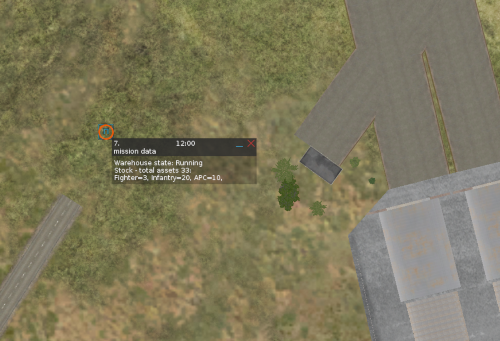 7. 12:00
mission data
Warehouse state: Running
Stock - total assets 33:
Fighter=3, Infantry=20, APC=10,